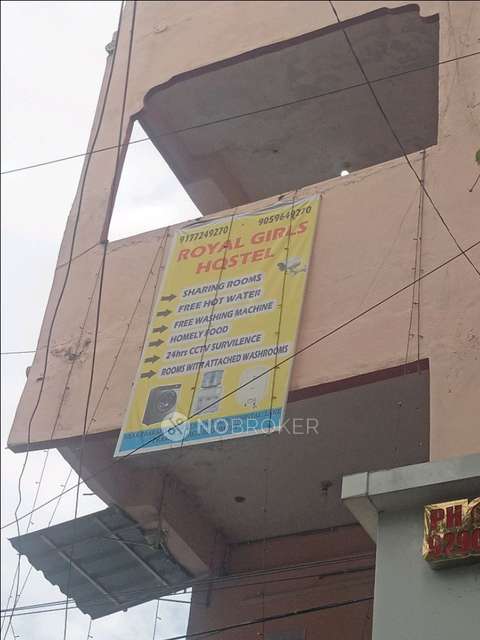 9177249270 9059649270
ROYAL GIRLS
HOSTEL
SHARING ROOMS
FREE HOT WATER
FREE WASHING MACHINE
HOMELY FOOD
24hrs CCTV SURVILENCE
ROOMS WITH ATTACHED WASHROOMS
NOBROKER
PH